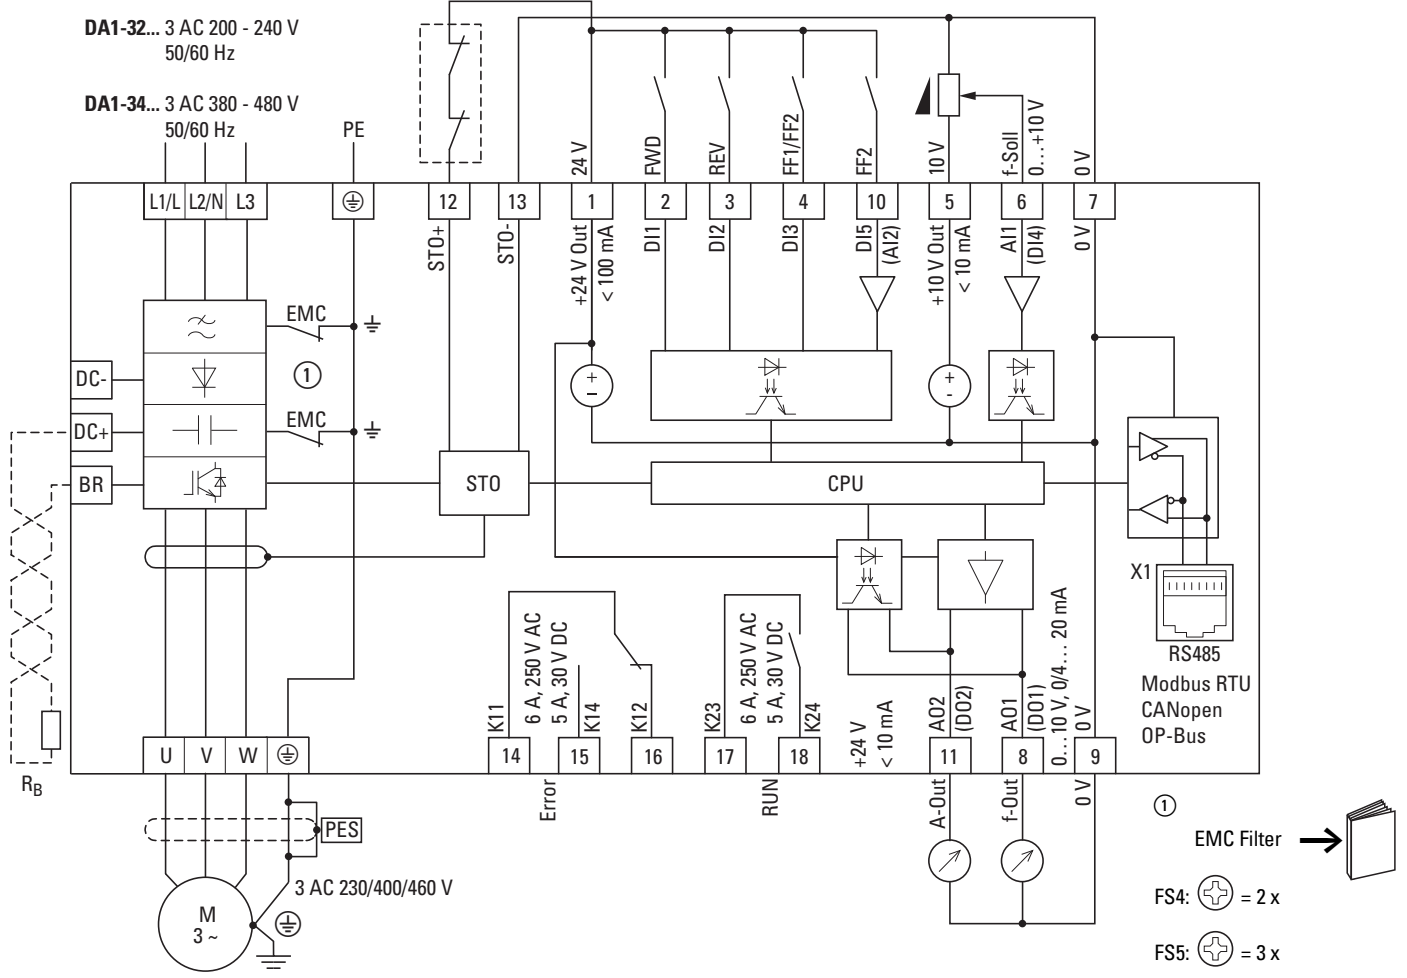 DA1-32... 3 AC 200 - 240 V
50/60 Hz
DA1-34... 3 AC 380 - 480 V
50/60 Hz
PE
24 V
FWD
REV
FF1/FF2
FF2
10 V
f-Soll
0…+10 V
0 V
L1/L
L2/N
L3
12
13
1
2
3
4
10
5
6
7
STO+
STO-
+24 V Out
< 100 mA
DI1
DI2
DI3
DI5
(AI2)
+10 V Out
< 10 mA
AI1
(DI4)
0 V
EMC
1
EMC
DC-
DC+
BR
+
–
+
-
STO
CPU
X1
RS485
Modbus RTU
CANopen
OP-Bus
K11
6 A, 250 V AC
5 A, 30 V DC
K14
K12
K23
6 A, 250 V AC
5 A, 30 V DC
K24
+24 V
< 10 mA
AO2
(DO2)
AO1
(DO1)
0…10 V, 0/4… 20 mA
0 V
RB
U
V
W
14
15
16
17
18
11
8
9
Error
RUN
A-Out
f-Out
0 V
PES
3 AC 230/400/460 V
M
3 ~
1
EMC Filter
FS4: = 2 x
FS5: = 3 x